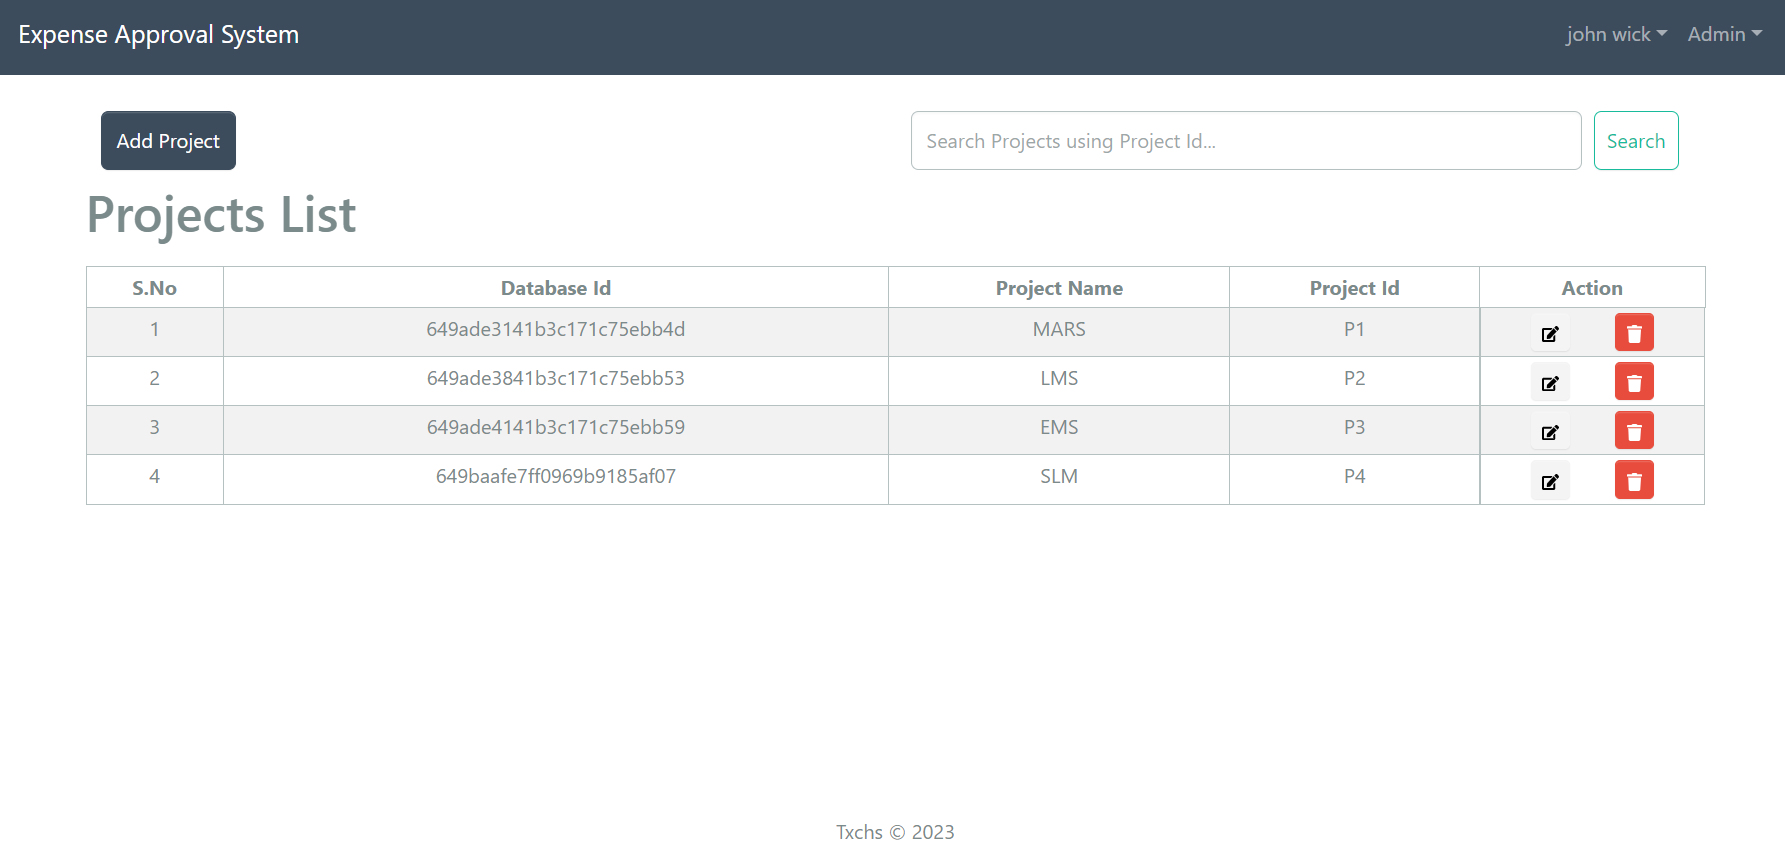 Expense Approval System john wick Admin
Add Project Search Projects using Project Id... Search
Projects List
S.No Database Id Project Name Project Id Action
1 649ade3141b3c171c75ebb4d MARS P1
2 649ade3841b3c171c75ebb53 LMS P2
3 649ade4141b3c171c75ebb59 EMS P3
4 649baafe7ff0969b9185af07 SLM P4
Txchs © 2023